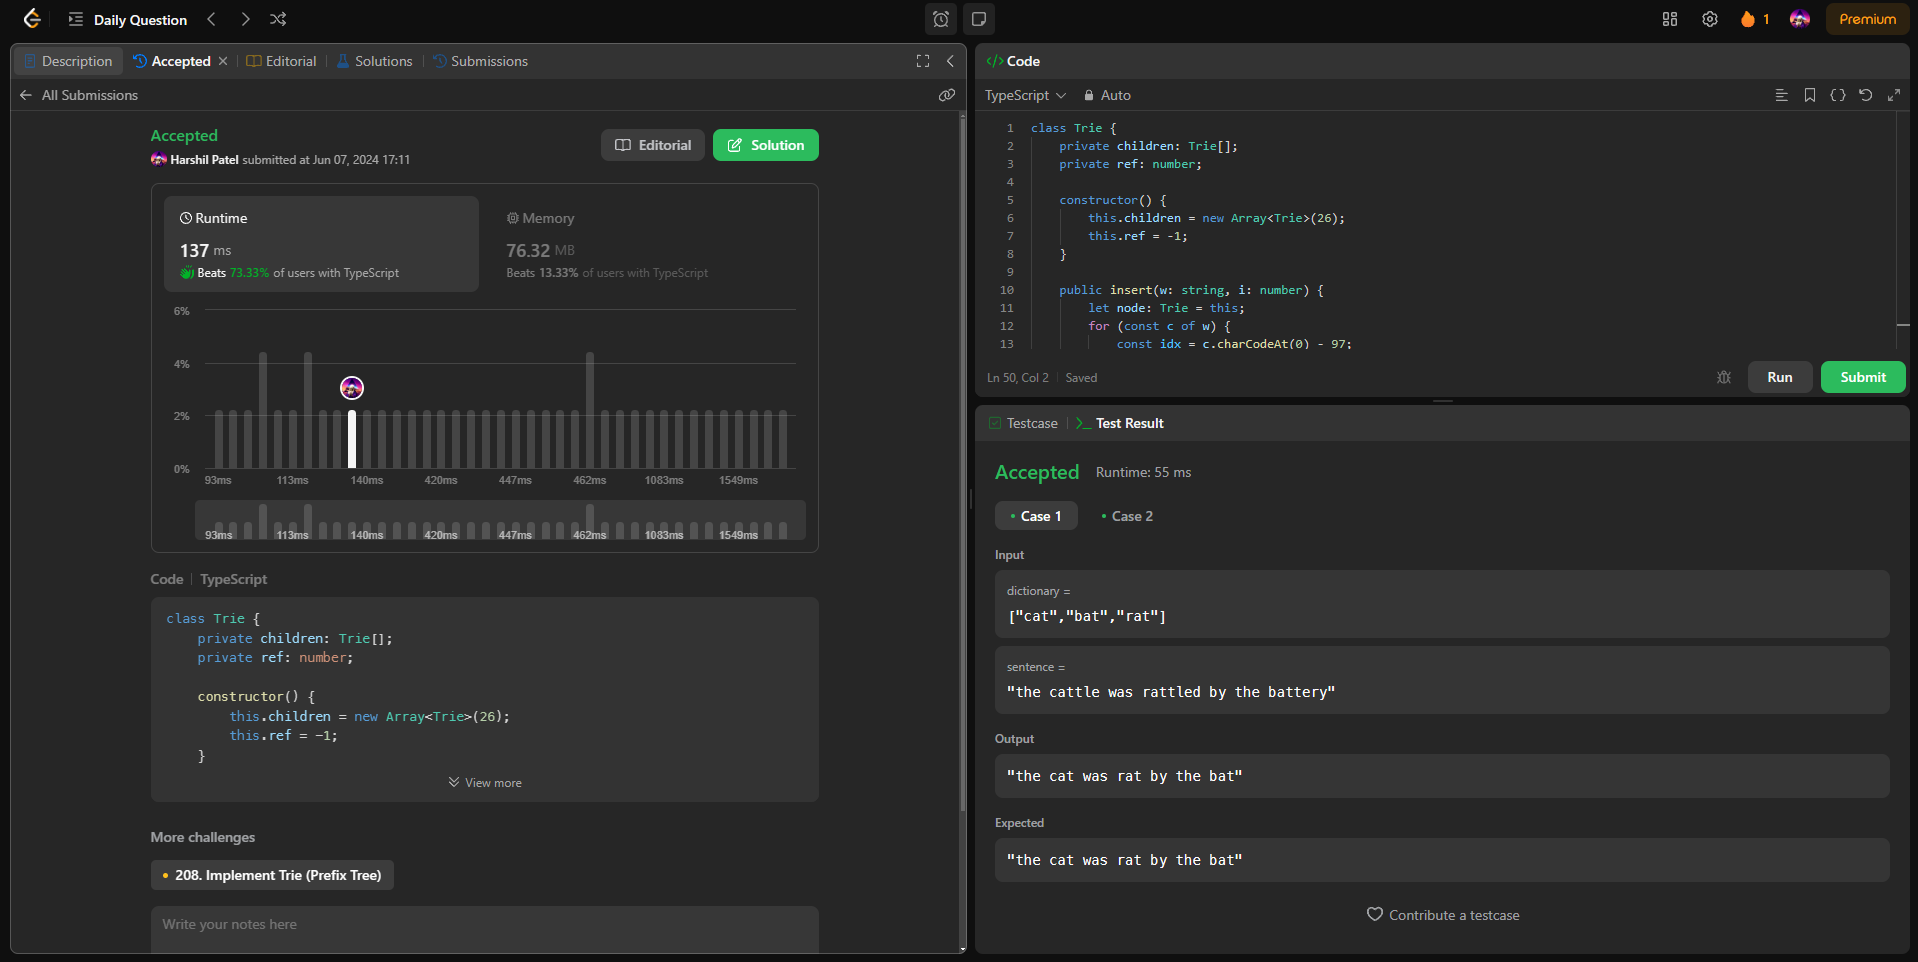 Daily Question
1
Premium
Description
Accepted
Editorial
Solutions
Submissions
All Submissions
Accepted
Harshil Patel submitted at Jun 07, 2024 17:11
Editorial
Solution
Runtime
137 ms
Beats 73.33% of users with TypeScript
Memory
76.32 MB
Beats 13.33% of users with TypeScript
6%
4%
2%
0%
93ms 113ms 140ms 420ms 447ms 462ms 1083ms 1549ms
93ms 113ms 140ms 420ms 447ms 462ms 1083ms 1549ms
Code
TypeScript
class Trie {
    private children: Trie[];
    private ref: number;
    constructor() {
        this.children = new Array<Trie>(26);
        this.ref = -1;
    }
View more
More challenges
208. Implement Trie (Prefix Tree)
Write your notes here
</> Code
TypeScript
Auto
1 class Trie {
2     private children: Trie[];
3     private ref: number;
4
5     constructor() {
6         this.children = new Array<Trie>(26);
7         this.ref = -1;
8     }
9
10     public insert(w: string, i: number) {
11         let node: Trie = this;
12         for (const c of w) {
13             const idx = c.charCodeAt(0) - 97;
Ln 50, Col 2
Saved
Run
Submit
Testcase
>_ Test Result
Accepted
Runtime: 55 ms
Case 1
Case 2
Input
dictionary =
["cat","bat","rat"]
sentence =
"the cattle was rattled by the battery"
Output
"the cat was rat by the bat"
Expected
"the cat was rat by the bat"
Contribute a testcase